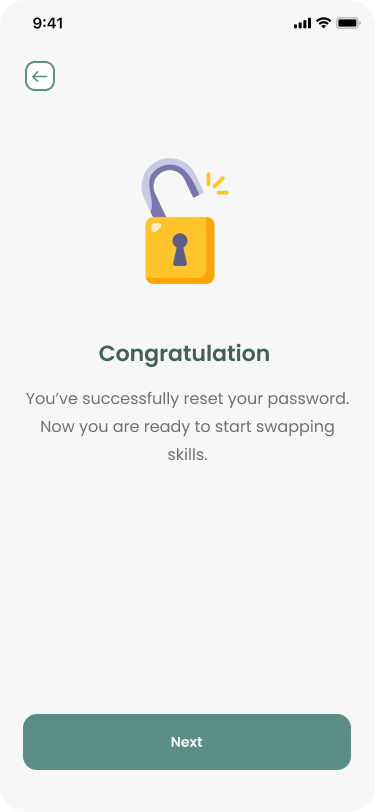 9:41
Congratulation
You’ve successfully reset your password.
Now you are ready to start swapping
skills.
Next